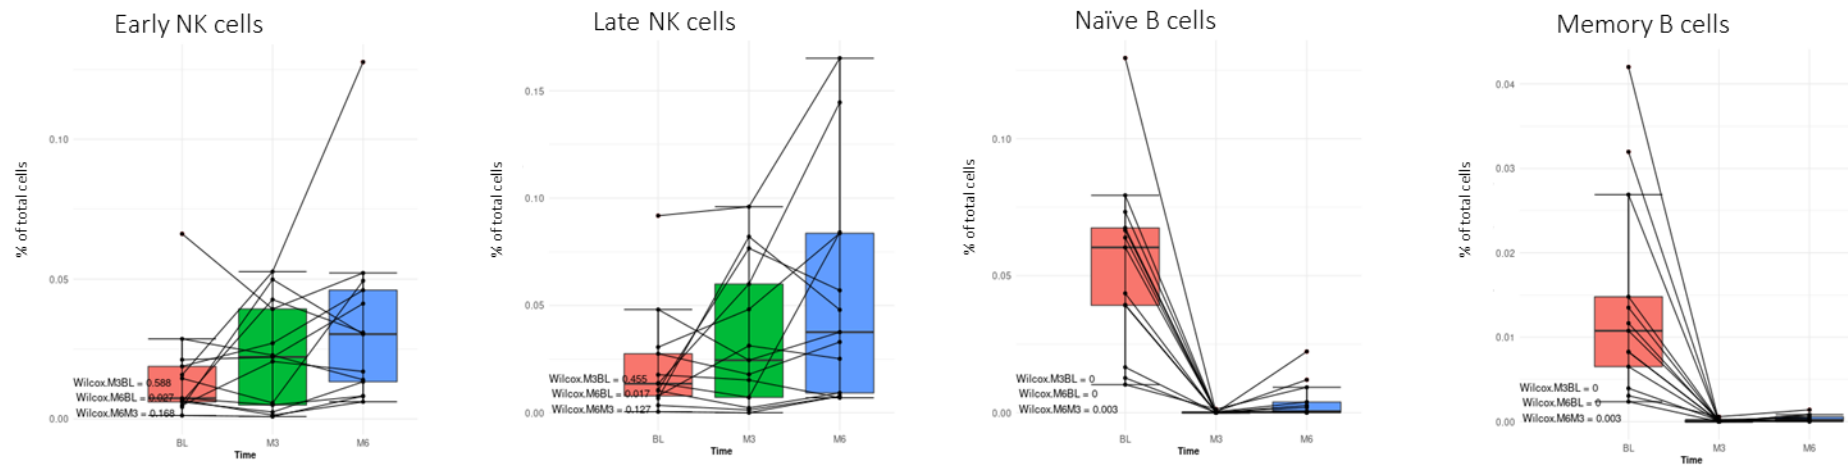 Early NK cells
% of total cells
0.10
0.05
0.00
Wilcox.M3BL = 0.588
Wilcox.M6BL = 0.027
Wilcox.M6M3 = 0.168
BL M3 M6
Time
Late NK cells
% of total cells
0.15
0.10
0.05
0.00
Wilcox.M3BL = 0.455
Wilcox.M6BL = 0.017
Wilcox.M6M3 = 0.127
BL M3 M6
Time
Naïve B cells
% of total cells
0.10
0.05
0.00
Wilcox.M3BL = 0
Wilcox.M6BL = 0
Wilcox.M6M3 = 0.003
BL M3 M6
Time
Memory B cells
% of total cells
0.04
0.03
0.02
0.01
0.00
Wilcox.M3BL = 0
Wilcox.M6BL = 0
Wilcox.M6M3 = 0.003
BL M3 M6
Time